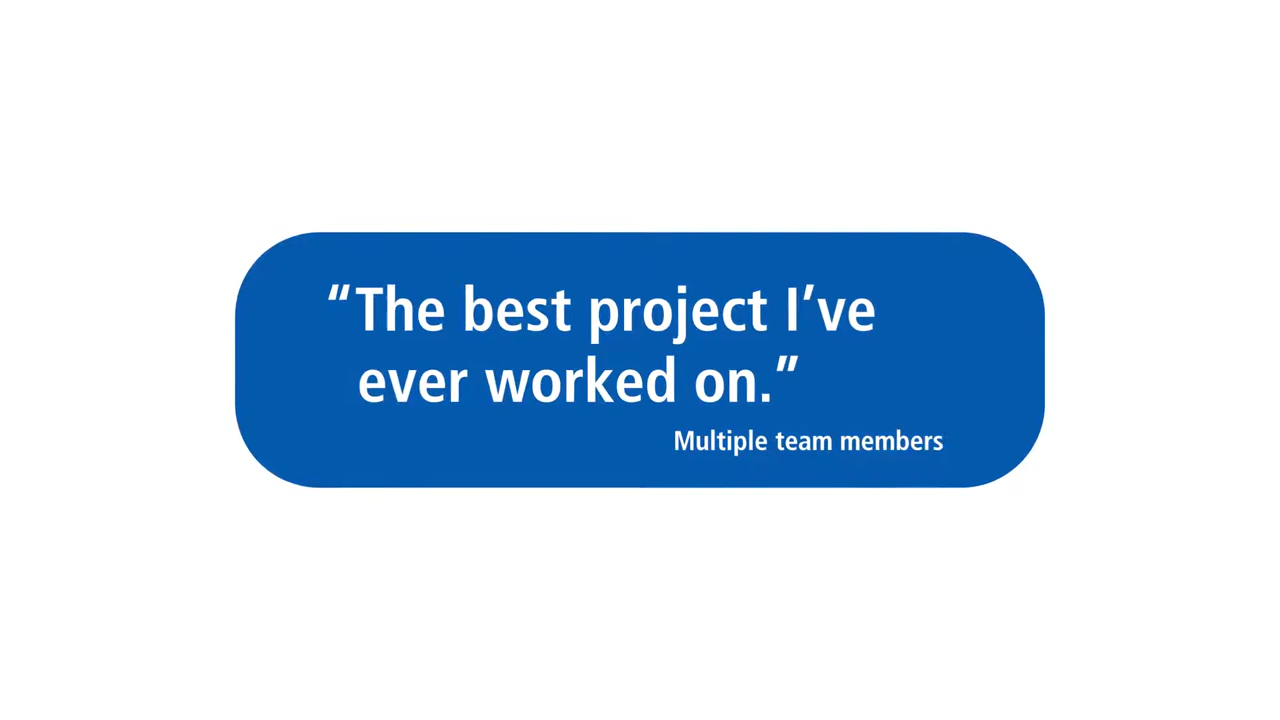 “The best project I’ve
ever worked on.”
Multiple team members